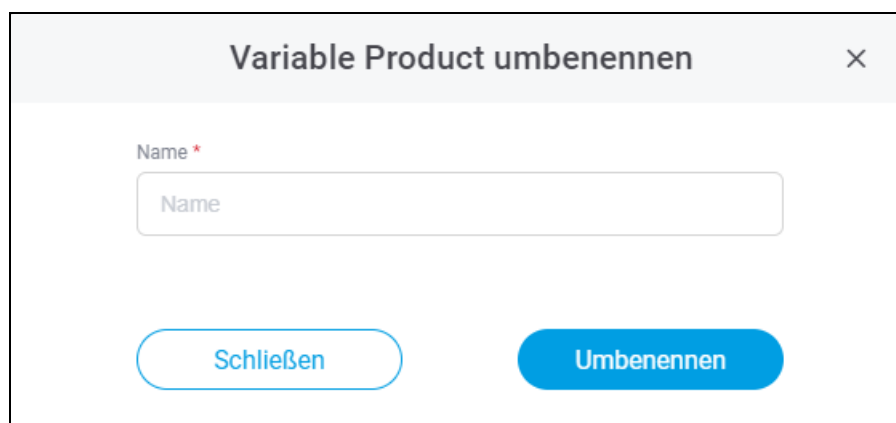 Variable Product umbenennen
Name *
Name
Schließen
Umbenennen